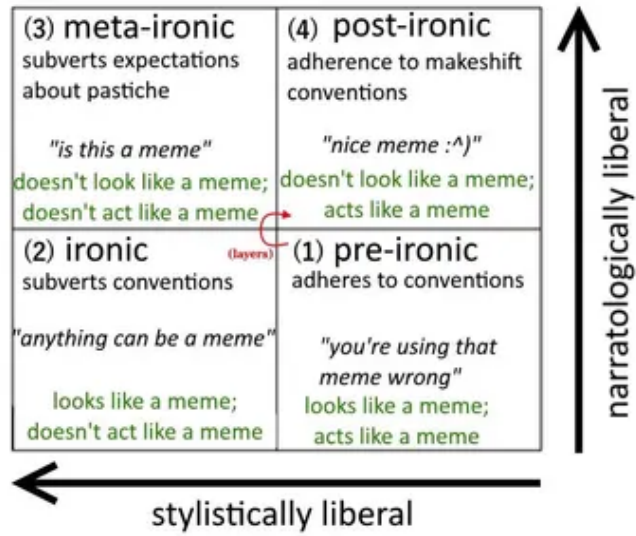 (3) meta-ironic
subverts expectations
about pastiche
"is this a meme"
doesn't look like a meme;
doesn't act like a meme
(4) post-ironic
adherence to makeshift
conventions
"nice meme :^)"
doesn't look like a meme;
acts like a meme
(layers)
(2) ironic
subverts conventions
"anything can be a meme"
looks like a meme;
doesn't act like a meme
(1) pre-ironic
adheres to conventions
"you're using that
meme wrong"
looks like a meme;
acts like a meme
narratologically liberal
stylistically liberal